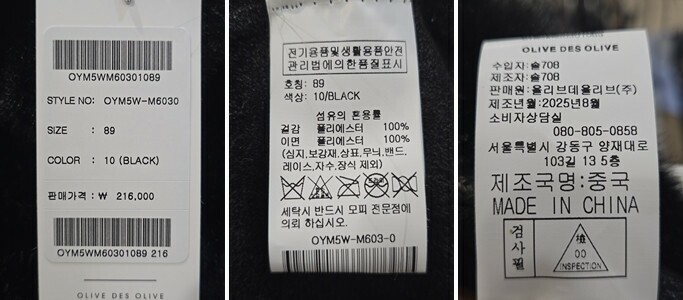 OYM5WM60301089
STYLE NO: OYM5W-M6030
SIZE : 89
COLOR : 10 (BLACK)
판매가격 : ₩ 216,000
OYM5WM60301089 216
OLIVE DES OLIVE
전기용품및생활용품안전
관리법에의한품질표시
호칭: 89
색상: 10/BLACK
섬유의 혼용률
겉감 폴리에스터 100%
이면 폴리에스터 100%
(심지,보강재,상표,무늬,밴드,
레이스,자수,장식 제외)
세탁시 반드시 모피 전문점에
의뢰 하십시오.
OYM5W-M603-0
OLIVE DES OLIVE
수입자:솔708
제조자:솔708
판매원:올리브데올리브(주)
제조년월:2025년8월
소비자상담실
080-805-0858
서울특별시 강동구 양재대로
103길 13 5층
제조국명:중국
MADE IN CHINA
검사필
INSPECTION